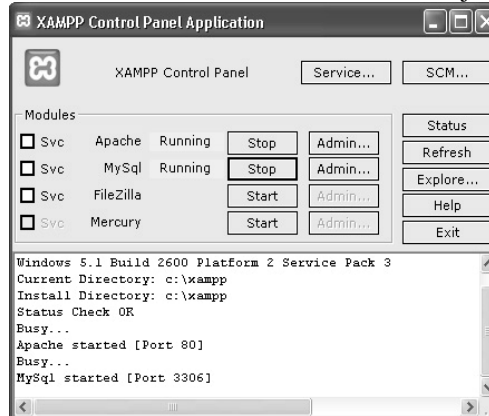 XAMPP Control Panel Application
XAMPP Control Panel Service... SCM...
Modules
Status
Svc Apache Running Stop Admin...
Refresh
Svc MySql Running Stop Admin...
Explore...
Svc FileZilla Start Admin...
Help
Svc Mercury Start Admin...
Exit
Windows 5.1 Build 2600 Platform 2 Service Pack 3
Current Directory: c:\xampp
Install Directory: c:\xampp
Status Check OK
Busy...
Apache started [Port 80]
Busy...
MySql started [Port 3306]